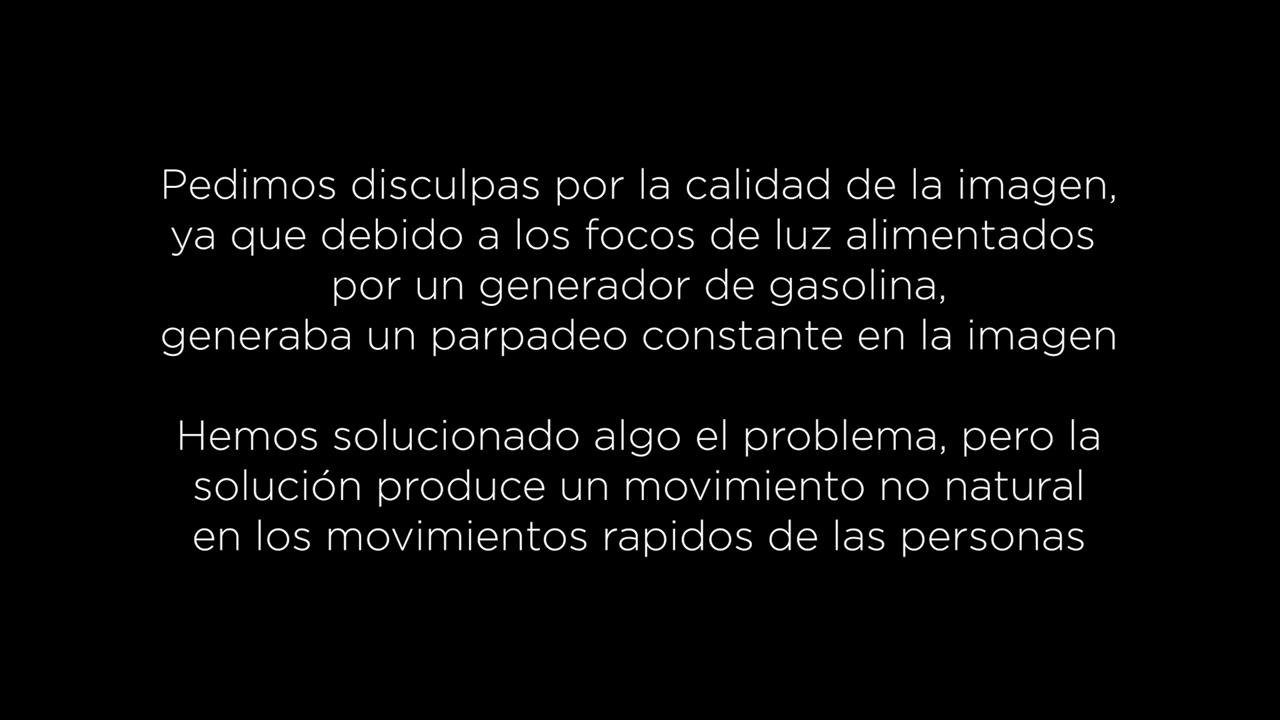 Pedimos disculpas por la calidad de la imagen,
ya que debido a los focos de luz alimentados
por un generador de gasolina,
generaba un parpadeo constante en la imagen
Hemos solucionado algo el problema, pero la
solución produce un movimiento no natural
en los movimientos rapidos de las personas